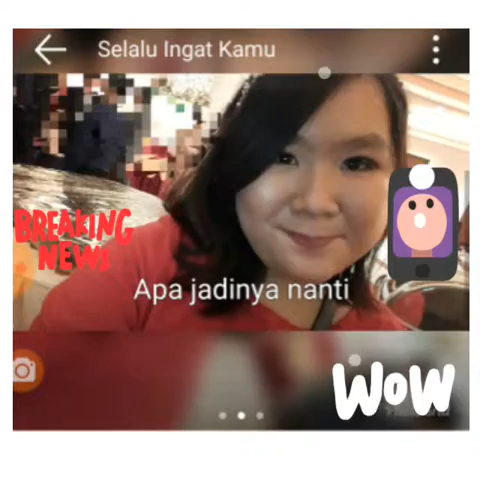 Selalu Ingat Kamu
BREAKING
NEWS
Apa jadinya nanti
WOW